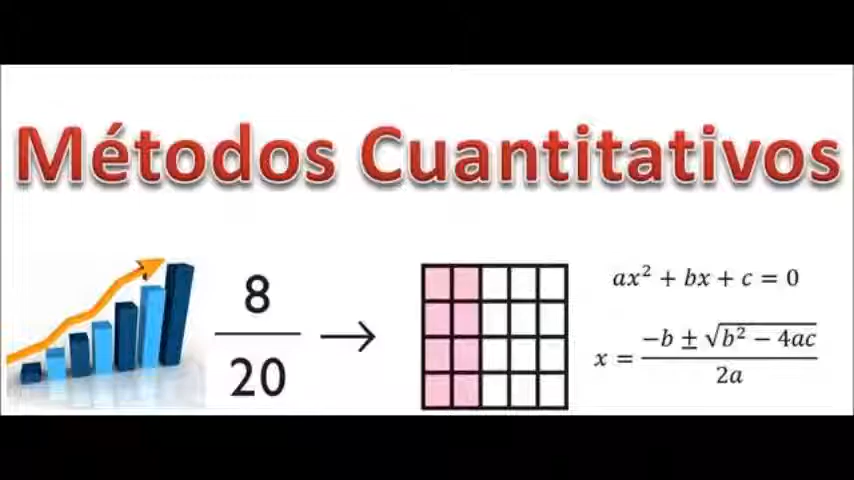 Métodos Cuantitativos
8
20
→
ax² + bx + c = 0
x = (-b ± √(b² − 4ac)) / 2a